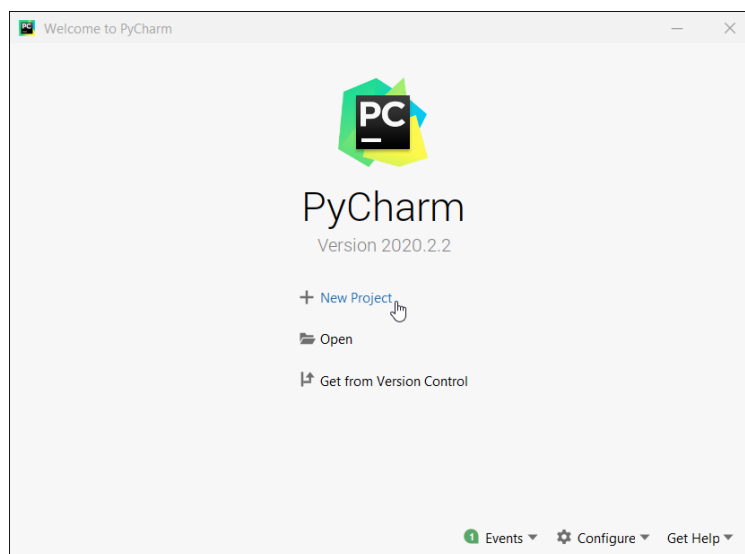 PC
Welcome to PyCharm
PC
PyCharm
Version 2020.2.2
New Project
Open
Get from Version Control
1 Events Configure Get Help